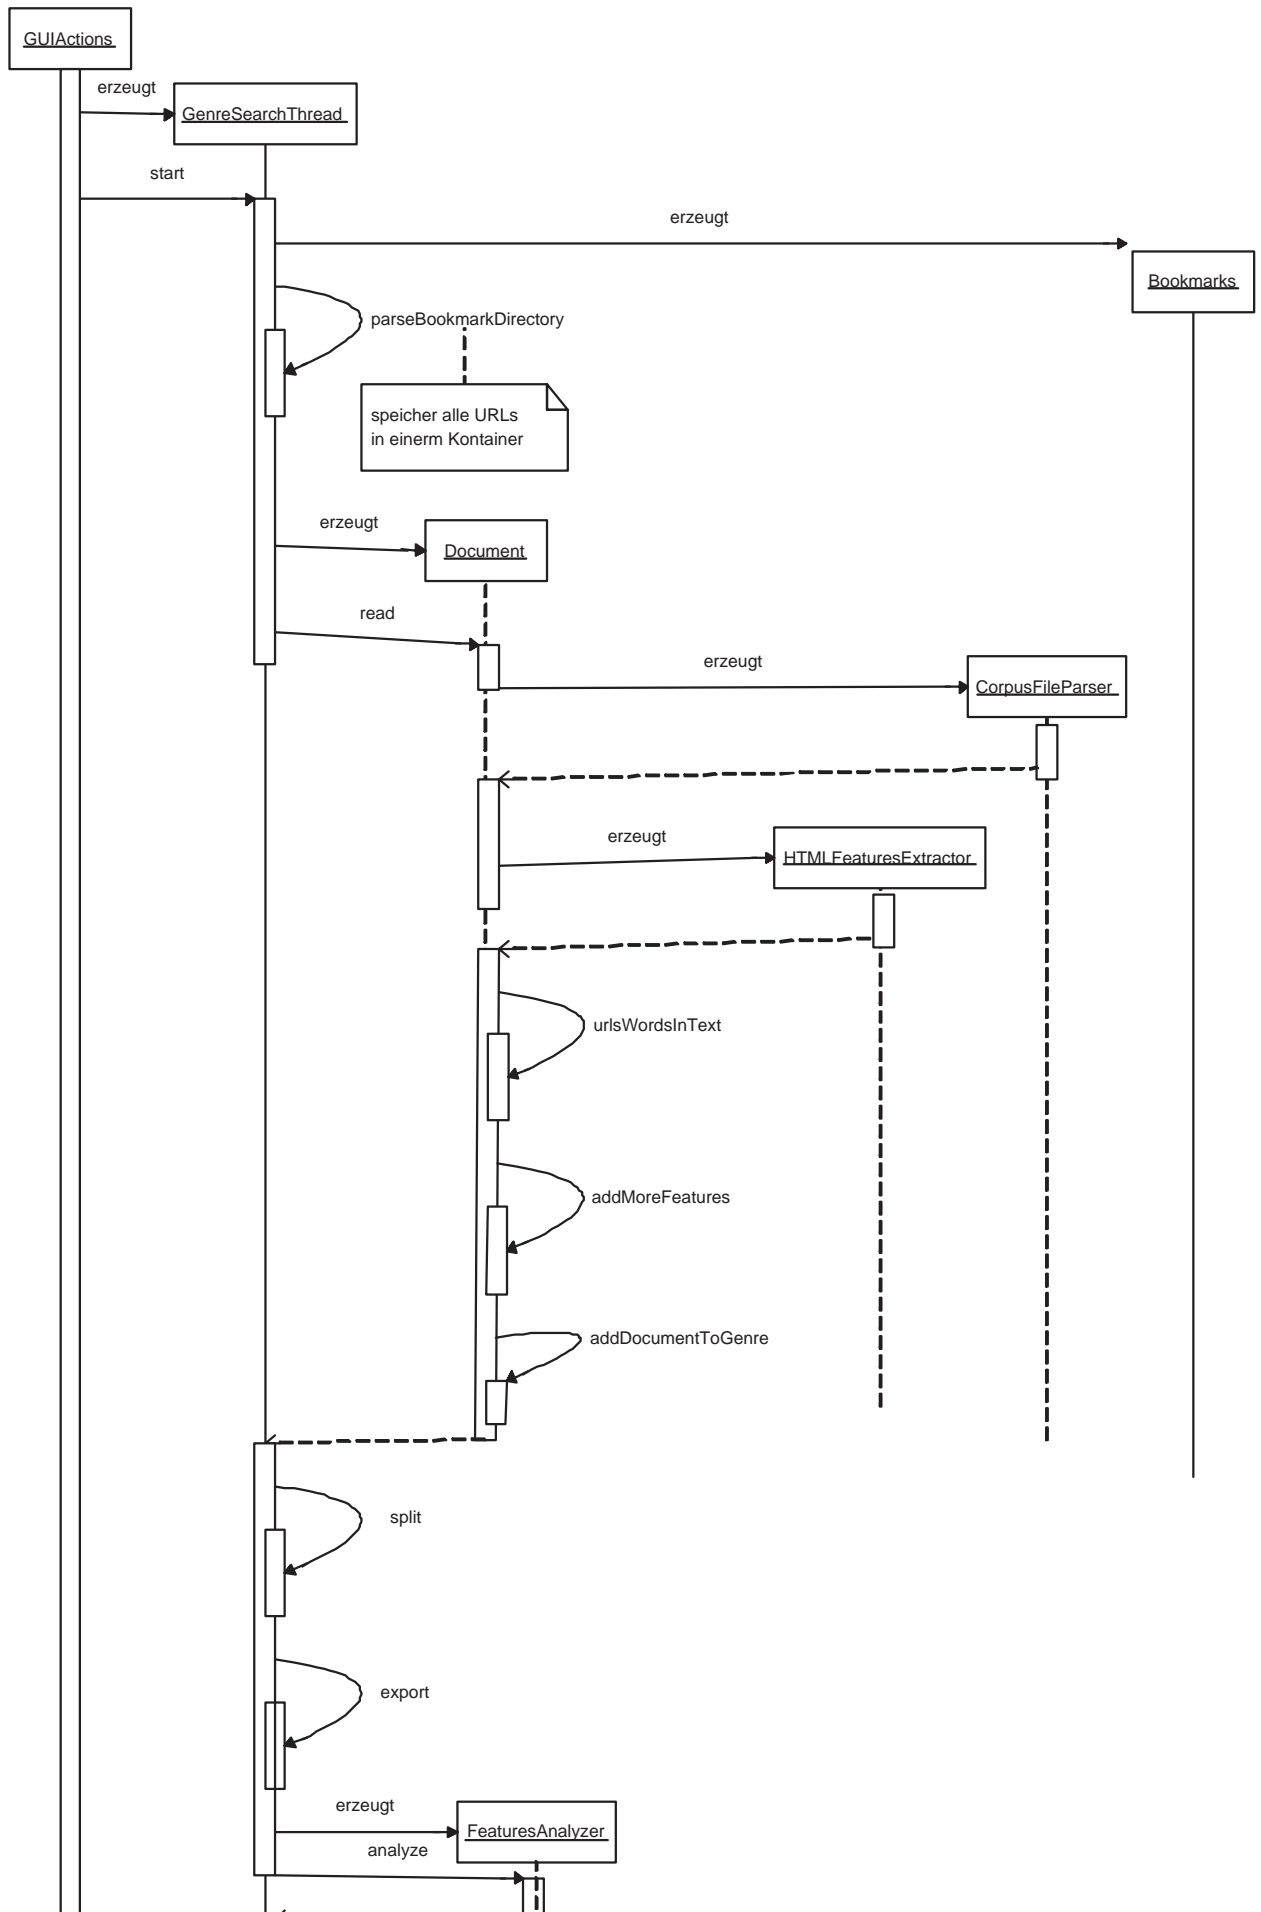 GUIActions
erzeugt
GenreSearchThread
start
erzeugt
Bookmarks
parseBookmarkDirectory
speicher alle URLs
in einerm Kontainer
erzeugt
Document
read
erzeugt
CorpusFileParser
erzeugt
HTMLFeaturesExtractor
urlsWordsInText
addMoreFeatures
addDocumentToGenre
split
export
erzeugt
FeaturesAnalyzer
analyze